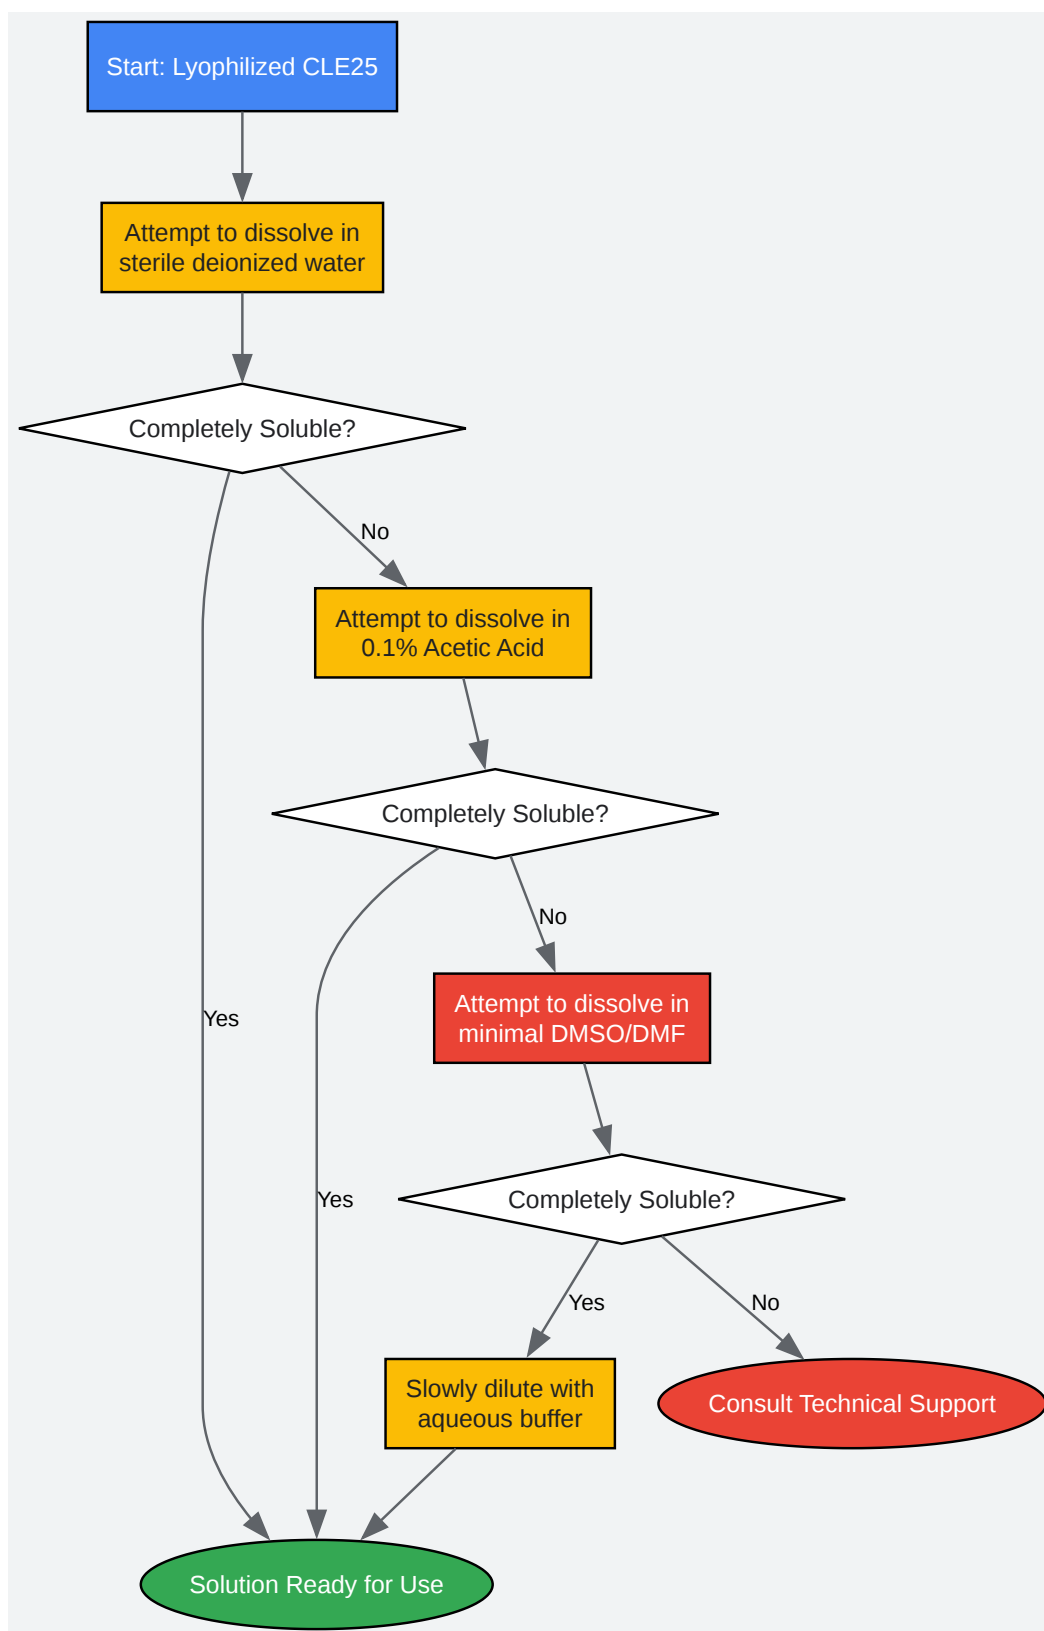 Start: Lyophilized CLE25
Attempt to dissolve in
sterile deionized water
Completely Soluble?
No
Attempt to dissolve in
0.1% Acetic Acid
Completely Soluble?
No
Attempt to dissolve in
minimal DMSO/DMF
Yes
Completely Soluble?
Yes
Yes
No
Slowly dilute with
aqueous buffer
Consult Technical Support
Solution Ready for Use